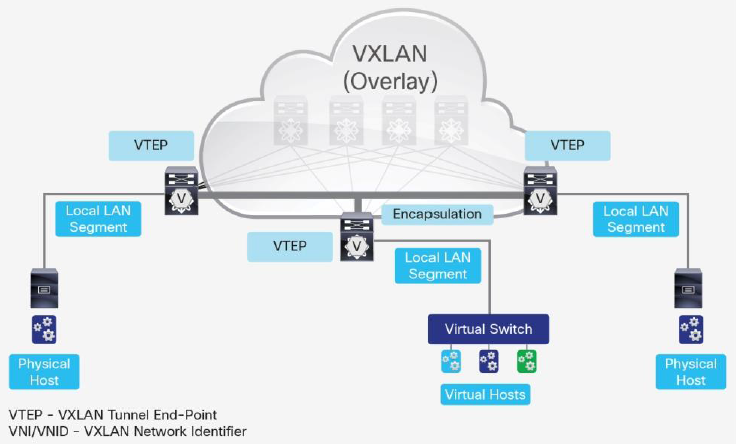 VXLAN
(Overlay)
VTEP
VTEP
V
V
Local LAN
Segment
Encapsulation
Local LAN
Segment
VTEP
V
Local LAN
Segment
Virtual Switch
Physical
Host
Virtual Hosts
Physical
Host
VTEP - VXLAN Tunnel End-Point
VNI/VNID - VXLAN Network Identifier